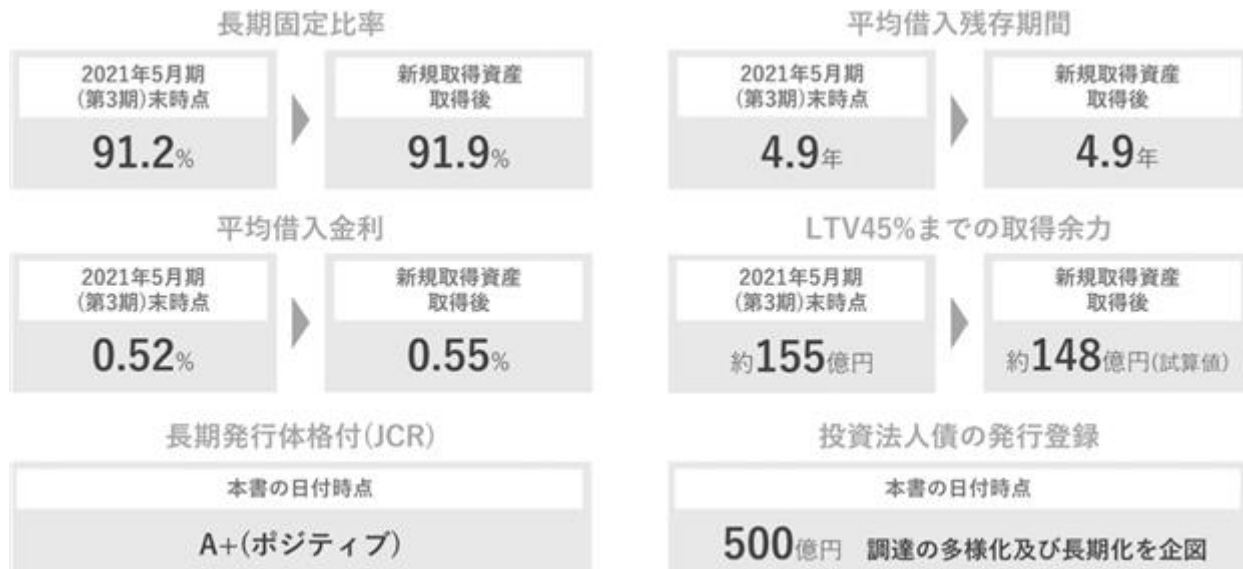 長期固定比率
2021年5月期
(第3期)末時点
91.2%
新規取得資産
取得後
91.9%
平均借入残存期間
2021年5月期
(第3期)末時点
4.9年
新規取得資産
取得後
4.9年
平均借入金利
2021年5月期
(第3期)末時点
0.52%
新規取得資産
取得後
0.55%
LTV45%までの取得余力
2021年5月期
(第3期)末時点
約155億円
新規取得資産
取得後
約148億円(試算値)
長期発行体格付(JCR)
本書の日付時点
A+(ポジティブ)
投資法人債の発行登録
本書の日付時点
500億円 調達の多様化及び長期化を企図